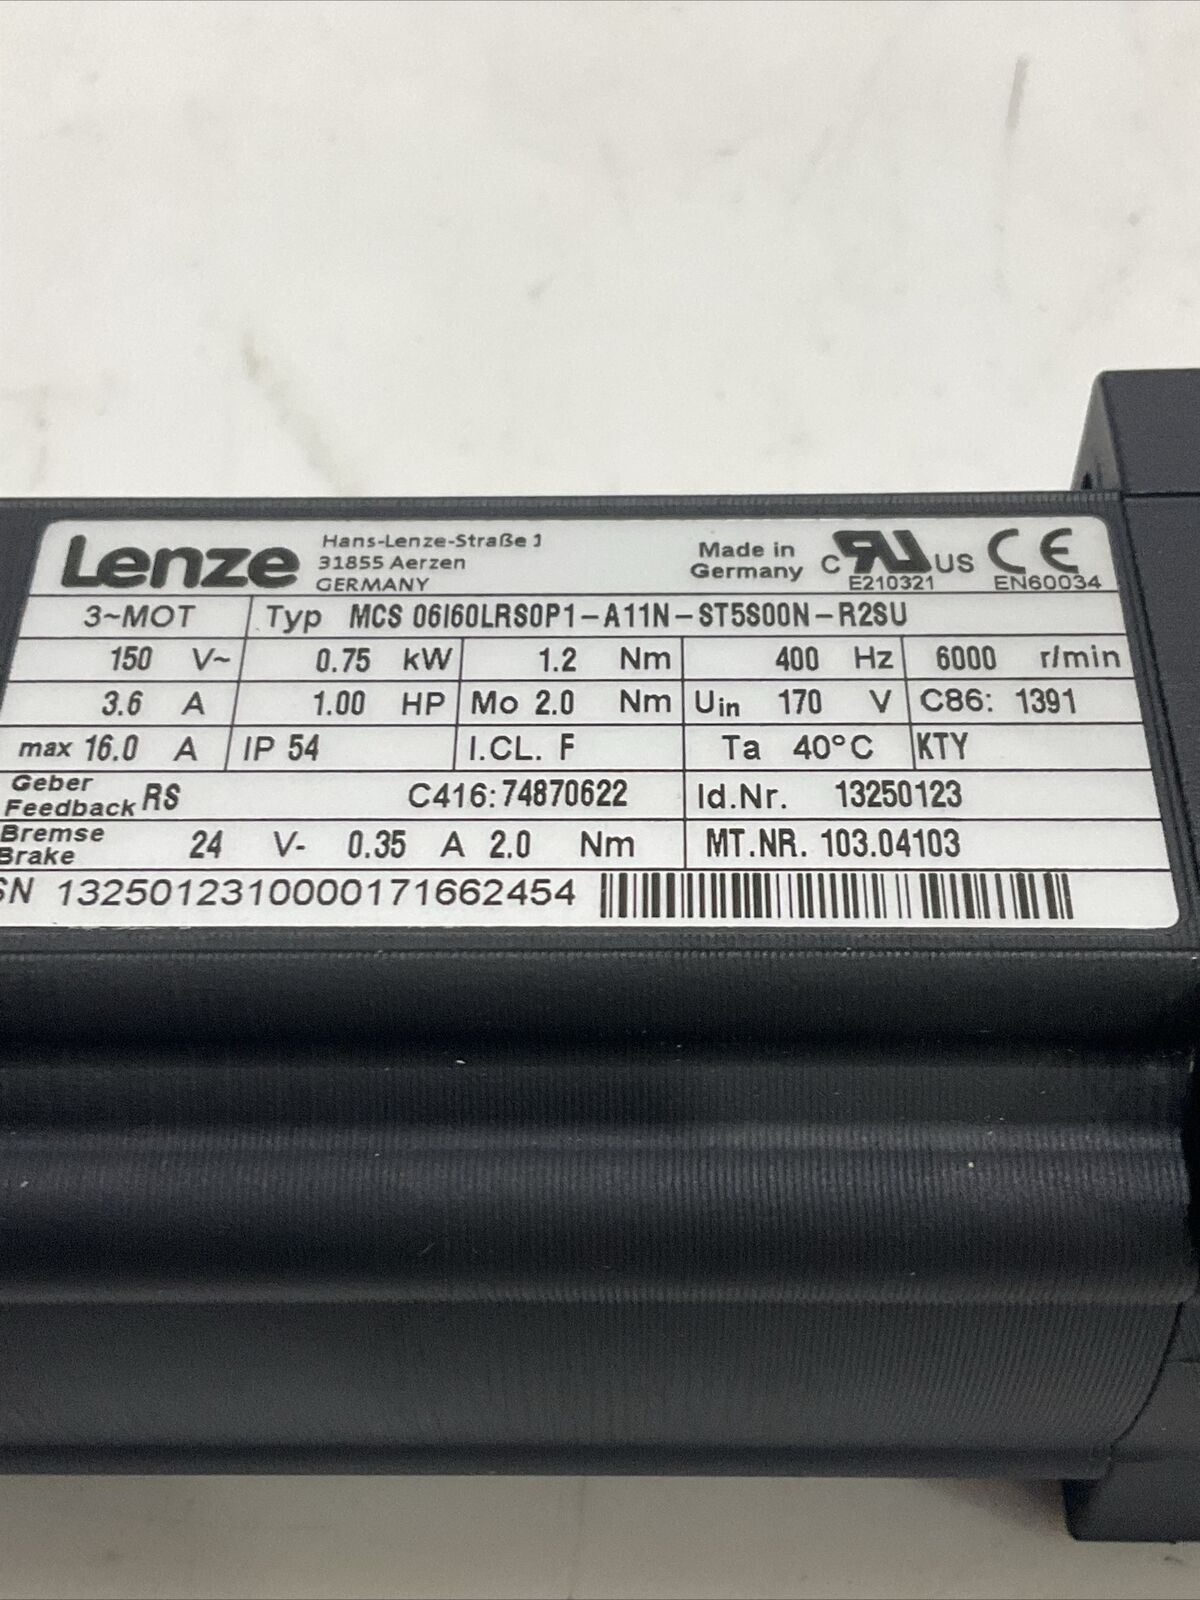 Lenze
Hans-Lenze-Straße 1
31855 Aerzen
GERMANY
Made in
Germany
C RU US
E210321
CE
EN60034
3~MOT Typ MCS 06I60LRS0P1-A11N-ST5S00N-R2SU
150 V~ 0.75 kW 1.2 Nm 400 Hz 6000 r/min
3.6 A 1.00 HP Mo 2.0 Nm Uin 170 V C86: 1391
max 16.0 A IP 54 I.CL. F Ta 40°C KTY
Geber
Feedback RS C416:74870622 Id.Nr. 13250123
Bremse
Brake 24 V- 0.35 A 2.0 Nm MT.NR. 103.04103
SN 1325012310000171662454